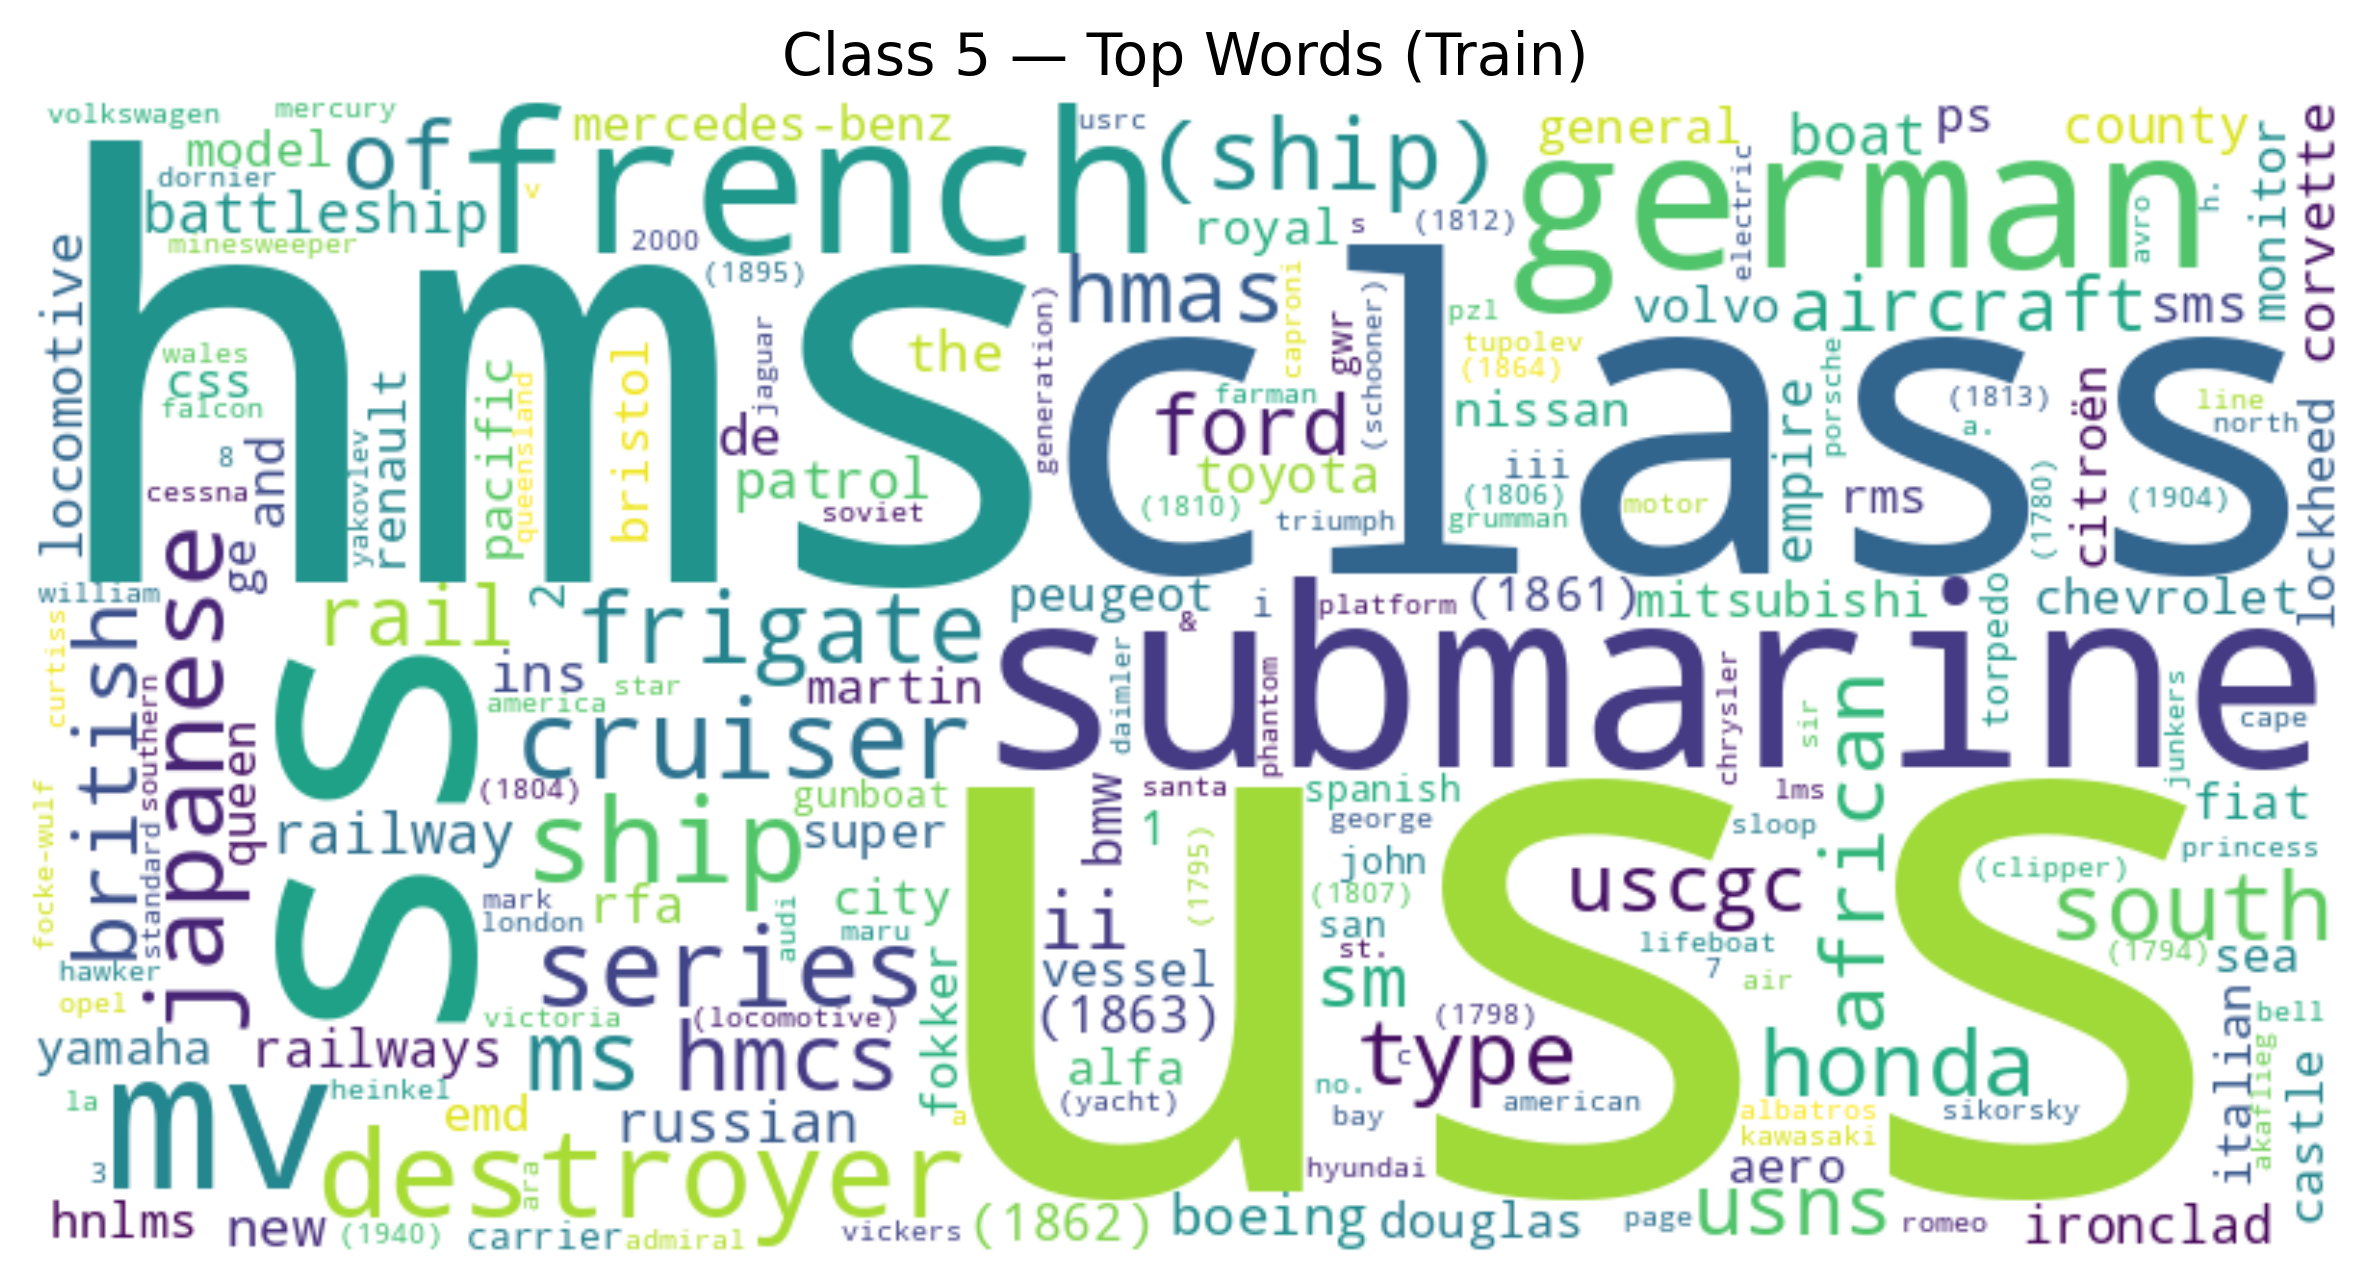 Class 5 — Top Words (Train)
volkswagen
mercury
mercedes-benz
usrc
general
boat
ps
county
model
of
french
(ship)
german
monitor
corvette
dornier
battleship
v
minesweeper
2000
royal
s
(1812)
electric
avro
h.
locomotive
hms
(1895)
hmas
caproni
class
volvo
aircraft
sms
wales
css
falcon
renault
pacific
queensland
bristol
the
jaguar
generation)
gwr
(schooner)
pzl
tupolev
(1864)
farman
ford
nissan
porsche
(1813)
a.
citroën
line
north
lockheed
8
and
yakovlev
de
patrol
toyota
iii
empire
rms
(1780)
(1904)
cessna
soviet
(1810)
triumph
(1806)
grumman
motor
ge
japanese
william
british
rail
2
frigate
peugeot
i
platform
&
(1861)
mitsubishi
torpedo
chevrolet
curtiss
ss
ins
star
america
martin
submarine
daimler
phantom
chrysler
sir
african
junkers
cape
southern
queen
cruiser
(1804)
gunboat
bmw
santa
spanish
lms
fiat
focke-wulf
standard
railway
ship
super
1
(1795)
george
sloop
uss
princess
john
(clipper)
mark
london
rfa
audi
city
maru
ii
(1807)
uscgc
south
san
st.
lifeboat
7
air
(1794)
sea
hawker
opel
series
fokker
vessel
(1863)
sm
victoria
(locomotive)
(1798)
italian
bell
yamaha
railways
ms
hmcs
alfa
type
c
honda
akaflieg
castle
la
mv
heinkel
emd
russian
a
(yacht)
no.
bay
american
albatros
kawasaki
sikorsky
3
destroyer
ara
hyundai
aero
hnlms
new
(1940)
carrier
admiral
vickers
(1862)
boeing
douglas
page
usns
romeo
ironclad